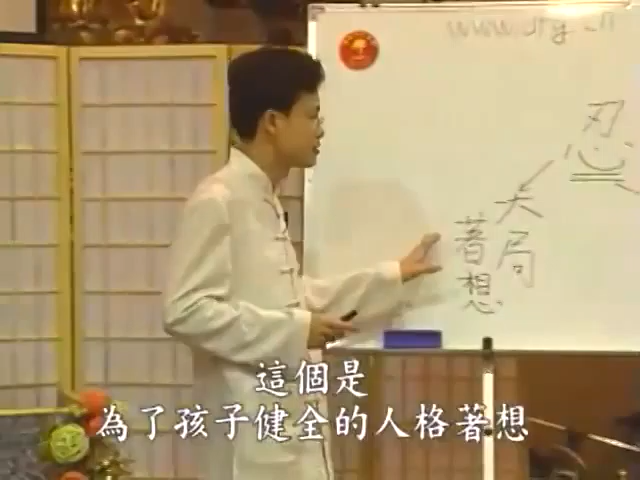 忍
大局
著想
這個是
為了孩子健全的人格著想